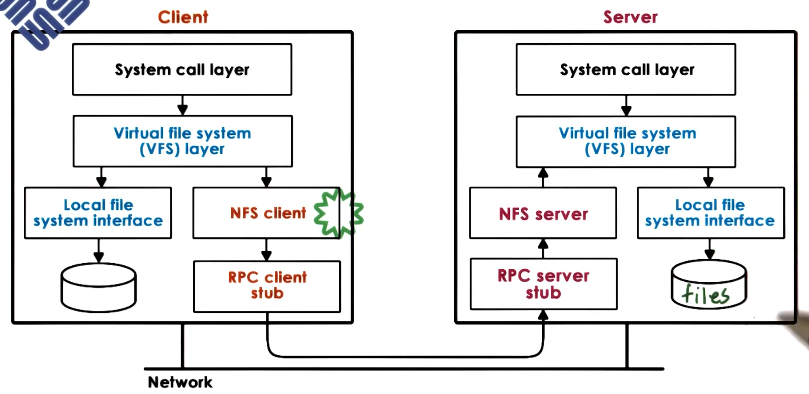 Client
Server
System call layer
Virtual file system
(VFS) layer
Local file
system interface
NFS client
RPC client
stub
System call layer
Virtual file system
(VFS) layer
NFS server
Local file
system interface
RPC server
stub
files
Network